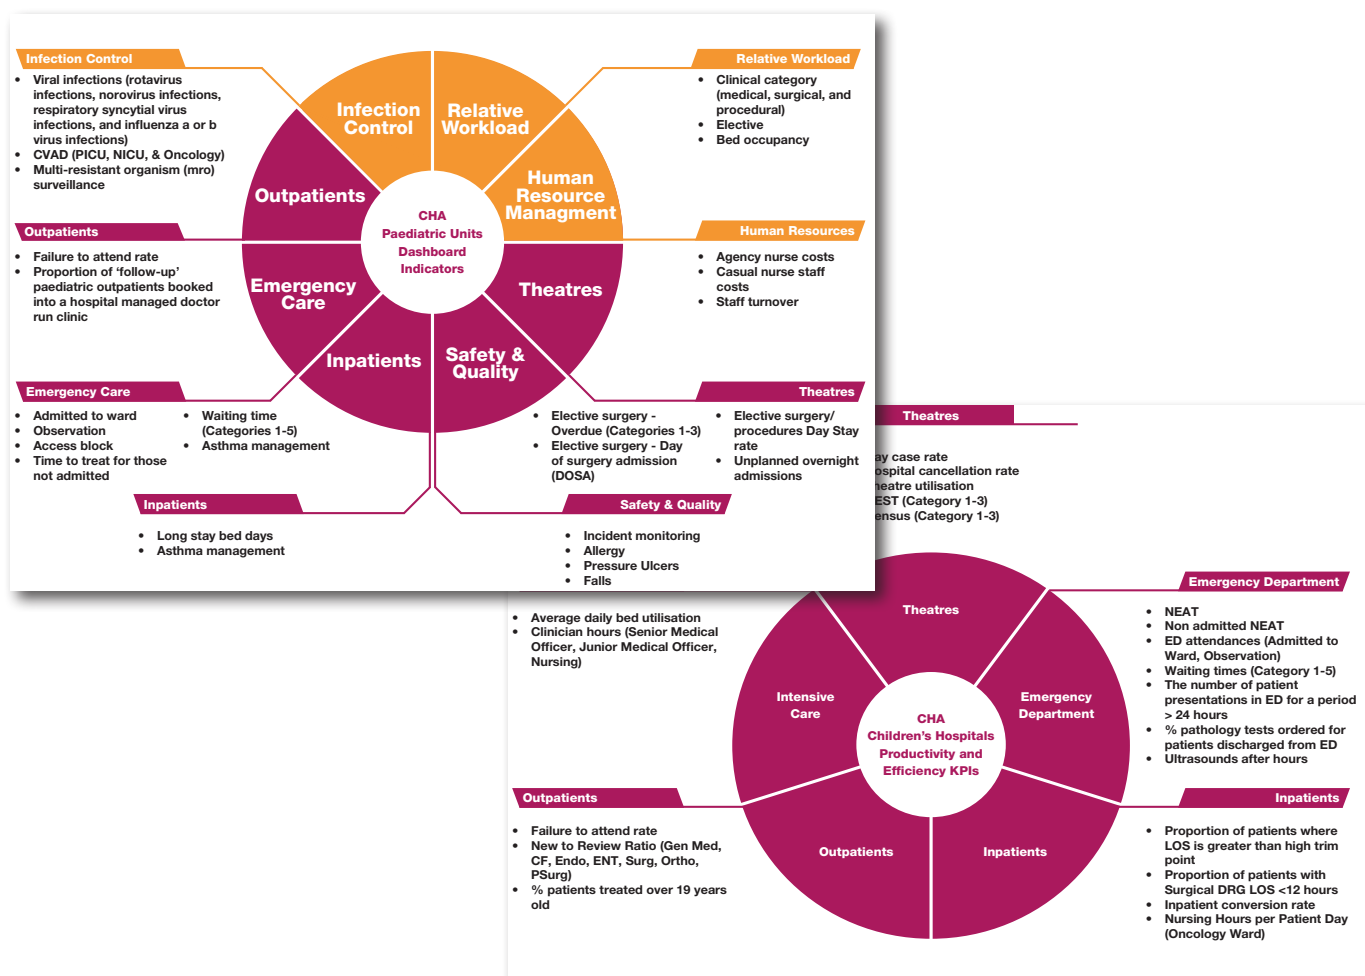 Infection Control
• Viral infections (rotavirus
infections, norovirus infections,
respiratory syncytial virus
infections, and influenza a or b
virus infections)
• CVAD (PICU, NICU, & Oncology)
• Multi-resistant organism (mro)
surveillance
Relative Workload
• Clinical category
(medical, surgical, and
procedural)
• Elective
• Bed occupancy
Infection
Control
Relative
Workload
Human
Resource
Managment
Outpatients
CHA
Paediatric Units
Dashboard
Indicators
Emergency
Care
Theatres
Inpatients
Safety &
Quality
Outpatients
• Failure to attend rate
• Proportion of ‘follow-up’
paediatric outpatients booked
into a hospital managed doctor
run clinic
Human Resources
• Agency nurse costs
• Casual nurse staff
costs
• Staff turnover
Emergency Care
• Admitted to ward
• Observation
• Access block
• Time to treat for those
not admitted
• Waiting time
(Categories 1-5)
• Asthma management
Theatres
• Elective surgery -
Overdue (Categories 1-3)
• Elective surgery - Day
of surgery admission
(DOSA)
• Elective surgery/
procedures Day Stay
rate
• Unplanned overnight
admissions
Inpatients
• Long stay bed days
• Asthma management
Safety & Quality
• Incident monitoring
• Allergy
• Pressure Ulcers
• Falls
Theatres
case rate
cancellation rate
utilisation
(Category 1-3)
(Category 1-3)
• Average daily bed utilisation
• Clinician hours (Senior Medical
Officer, Junior Medical Officer,
Nursing)
Theatres
Intensive
Care
Emergency
Department
CHA
Children’s Hospitals
Productivity and
Efficiency KPIs
Outpatients
Inpatients
Emergency Department
• NEAT
• Non admitted NEAT
• ED attendances (Admitted to
Ward, Observation)
• Waiting times (Category 1-5)
• The number of patient
presentations in ED for a period
> 24 hours
• % pathology tests ordered for
patients discharged from ED
• Ultrasounds after hours
Outpatients
• Failure to attend rate
• New to Review Ratio (Gen Med,
CF, Endo, ENT, Surg, Ortho,
PSurg)
• % patients treated over 19 years
old
Inpatients
• Proportion of patients where
LOS is greater than high trim
point
• Proportion of patients with
Surgical DRG LOS <12 hours
• Inpatient conversion rate
• Nursing Hours per Patient Day
(Oncology Ward)